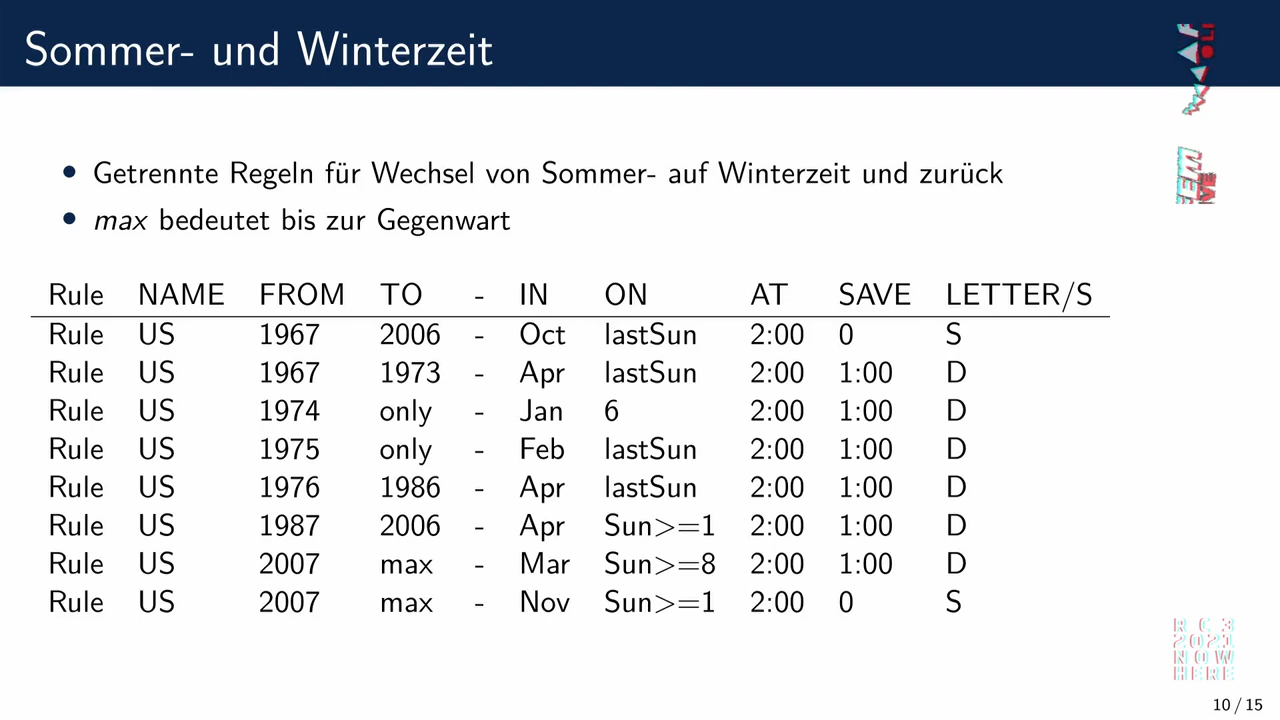 Sommer- und Winterzeit
• Getrennte Regeln für Wechsel von Sommer- auf Winterzeit und zurück
• max bedeutet bis zur Gegenwart
Rule NAME FROM TO - IN ON AT SAVE LETTER/S
Rule US 1967 2006 - Oct lastSun 2:00 0 S
Rule US 1967 1973 - Apr lastSun 2:00 1:00 D
Rule US 1974 only - Jan 6 2:00 1:00 D
Rule US 1975 only - Feb lastSun 2:00 1:00 D
Rule US 1976 1986 - Apr lastSun 2:00 1:00 D
Rule US 1987 2006 - Apr Sun>=1 2:00 1:00 D
Rule US 2007 max - Mar Sun>=8 2:00 1:00 D
Rule US 2007 max - Nov Sun>=1 2:00 0 S
RC3
2021
NOW
HERE
10 / 15